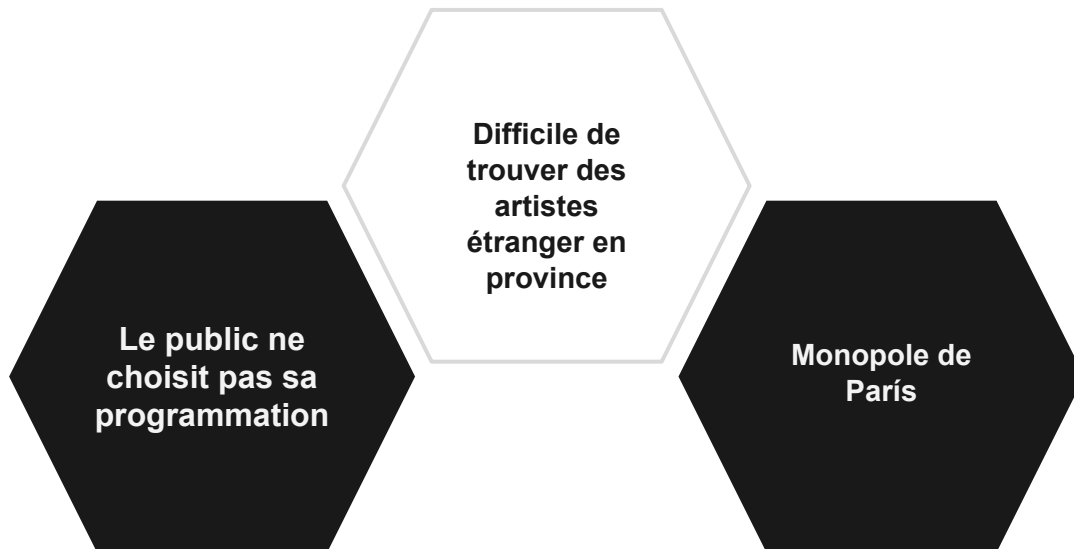 Le public ne
choisit pas sa
programmation
Difficile de
trouver des
artistes
étranger en
province
Monopole de
París